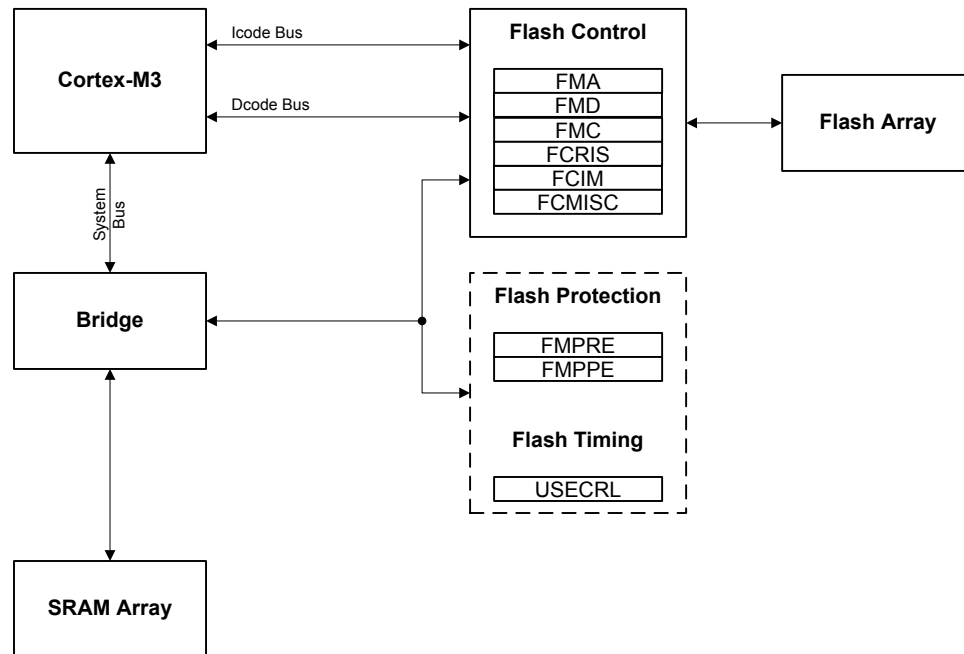 Icode Bus
Flash Control
Cortex-M3
FMA
FMD
Dcode Bus
FMC
FCRIS
FCIM
FCMISC
Flash Array
System
Bus
Bridge
Flash Protection
FMPRE
FMPPE
Flash Timing
USECRL
SRAM Array